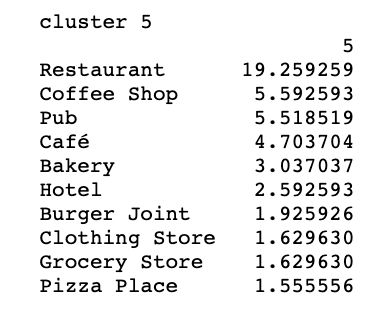 cluster 5
5
Restaurant 19.259259
Coffee Shop 5.592593
Pub 5.518519
Café 4.703704
Bakery 3.037037
Hotel 2.592593
Burger Joint 1.925926
Clothing Store 1.629630
Grocery Store 1.629630
Pizza Place 1.555556